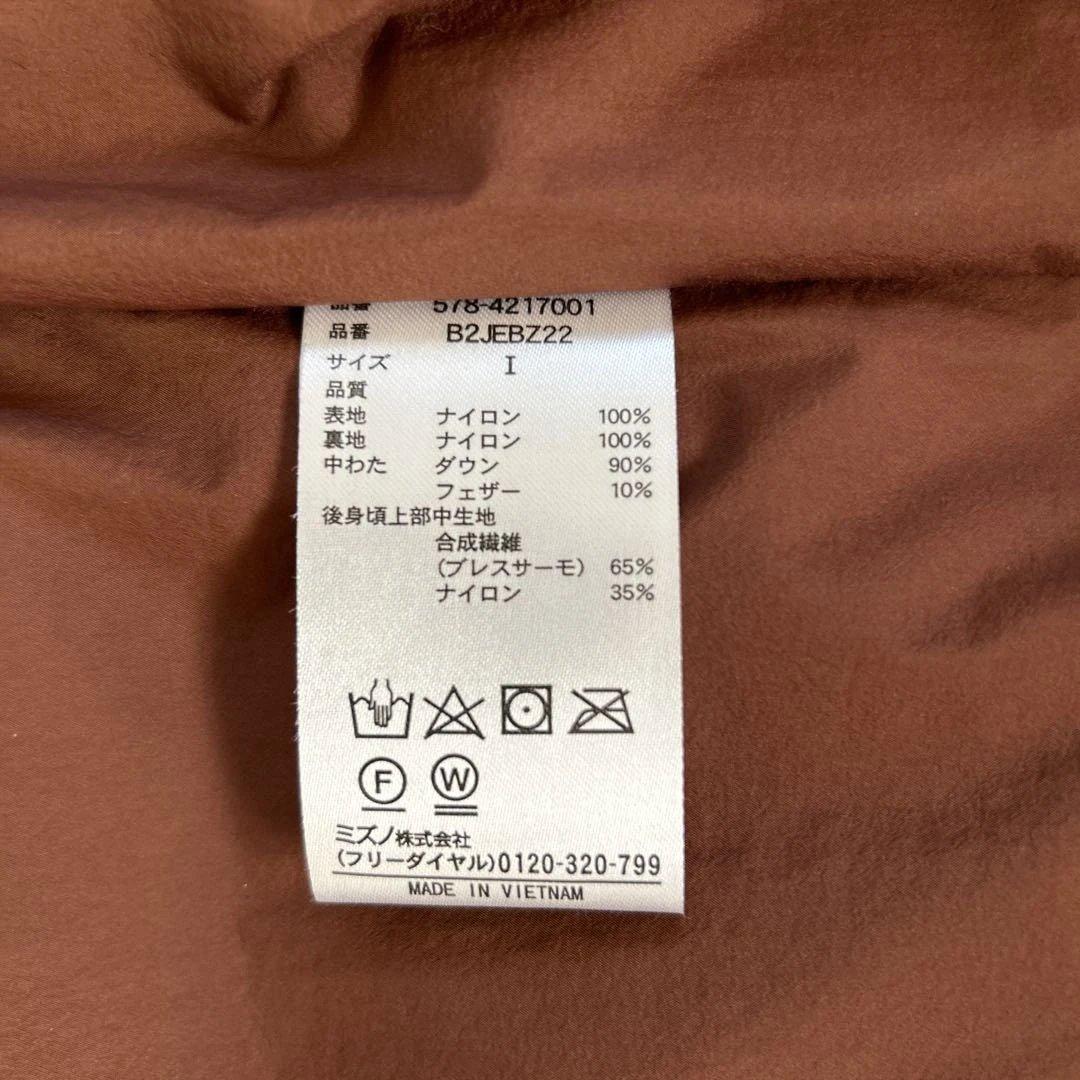 品番 578-4217001
品番 B2JEBZ22
サイズ I
品質
表地 ナイロン 100%
裏地 ナイロン 100%
中わた ダウン 90%
フェザー 10%
後身頃上部中生地
合成繊維
(ブレスサーモ) 65%
ナイロン 35%
F W
ミズノ株式会社
(フリーダイヤル)0120-320-799
MADE IN VIETNAM